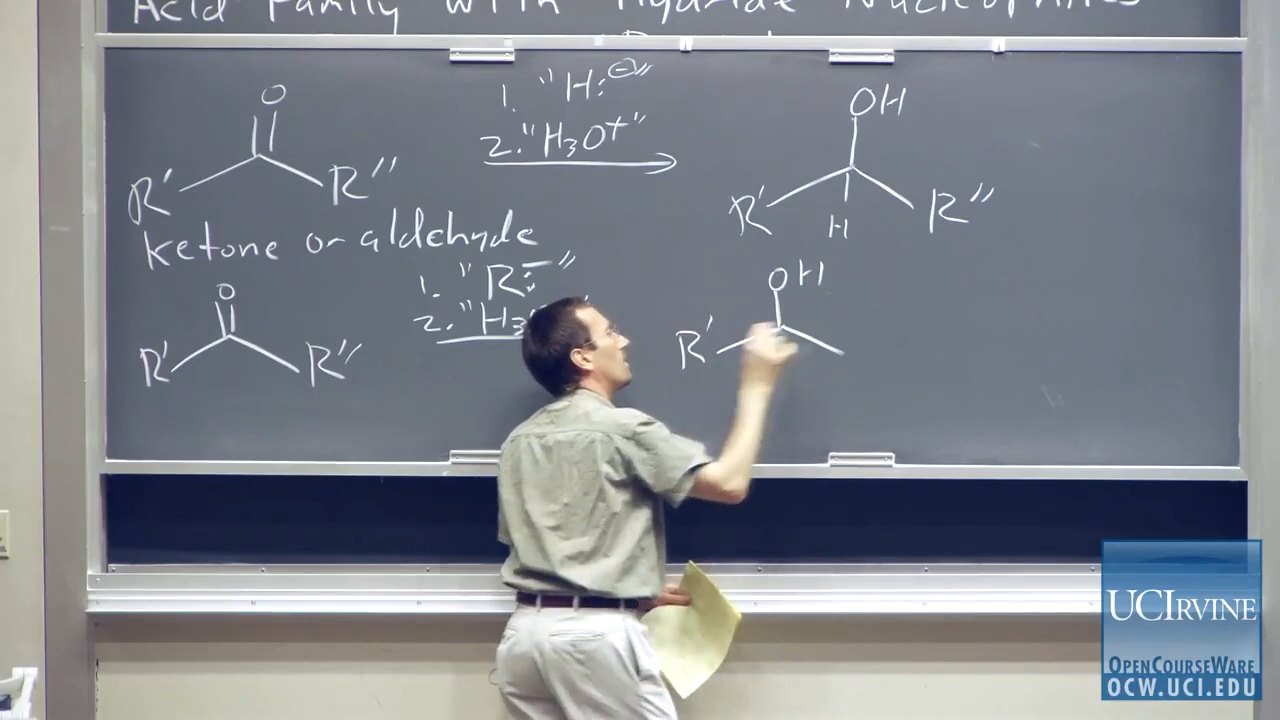 Acid Family with Hydride Nucleophiles
O
R' R"
1. "H:⊖"
2. "H3O+"
OH
R' R"
H
ketone or aldehyde
O
R' R"
1. "R:−"
2. "H3
OH
R'
UCIRVINE
OPENCOURSEWARE
OCW.UCI.EDU